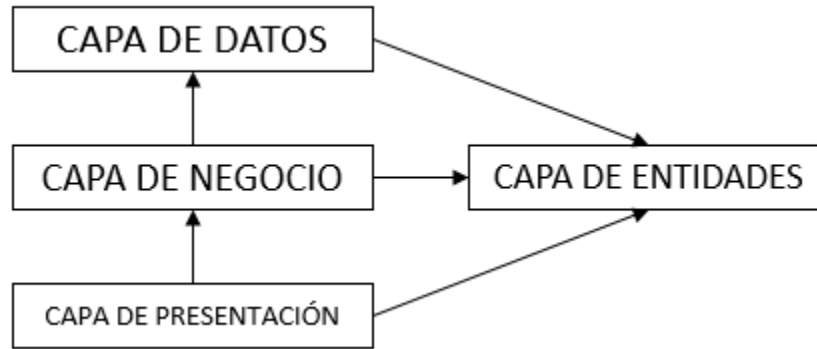 CAPA DE DATOS
CAPA DE NEGOCIO
CAPA DE ENTIDADES
CAPA DE PRESENTACIÓN